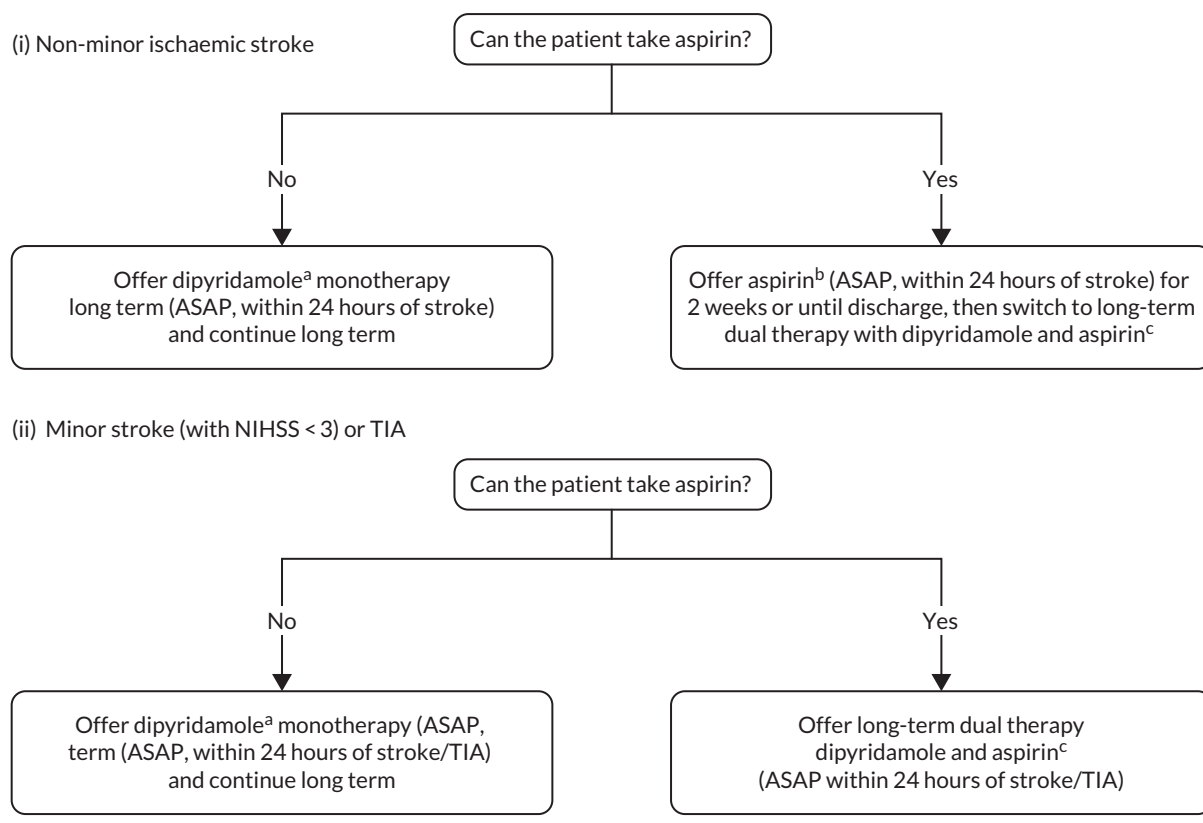 (i) Non-minor ischaemic stroke
Can the patient take aspirin?
No
Yes
Offer dipyridamoleᵃ monotherapy
long term (ASAP, within 24 hours of stroke)
and continue long term
Offer aspirinᵇ (ASAP, within 24 hours of stroke) for
2 weeks or until discharge, then switch to long-term
dual therapy with dipyridamole and aspirinᶜ
(ii) Minor stroke (with NIHSS < 3) or TIA
Can the patient take aspirin?
No
Yes
Offer dipyridamoleᵃ monotherapy (ASAP,
term (ASAP, within 24 hours of stroke/TIA)
and continue long term
Offer long-term dual therapy
dipyridamole and aspirinᶜ
(ASAP within 24 hours of stroke/TIA)